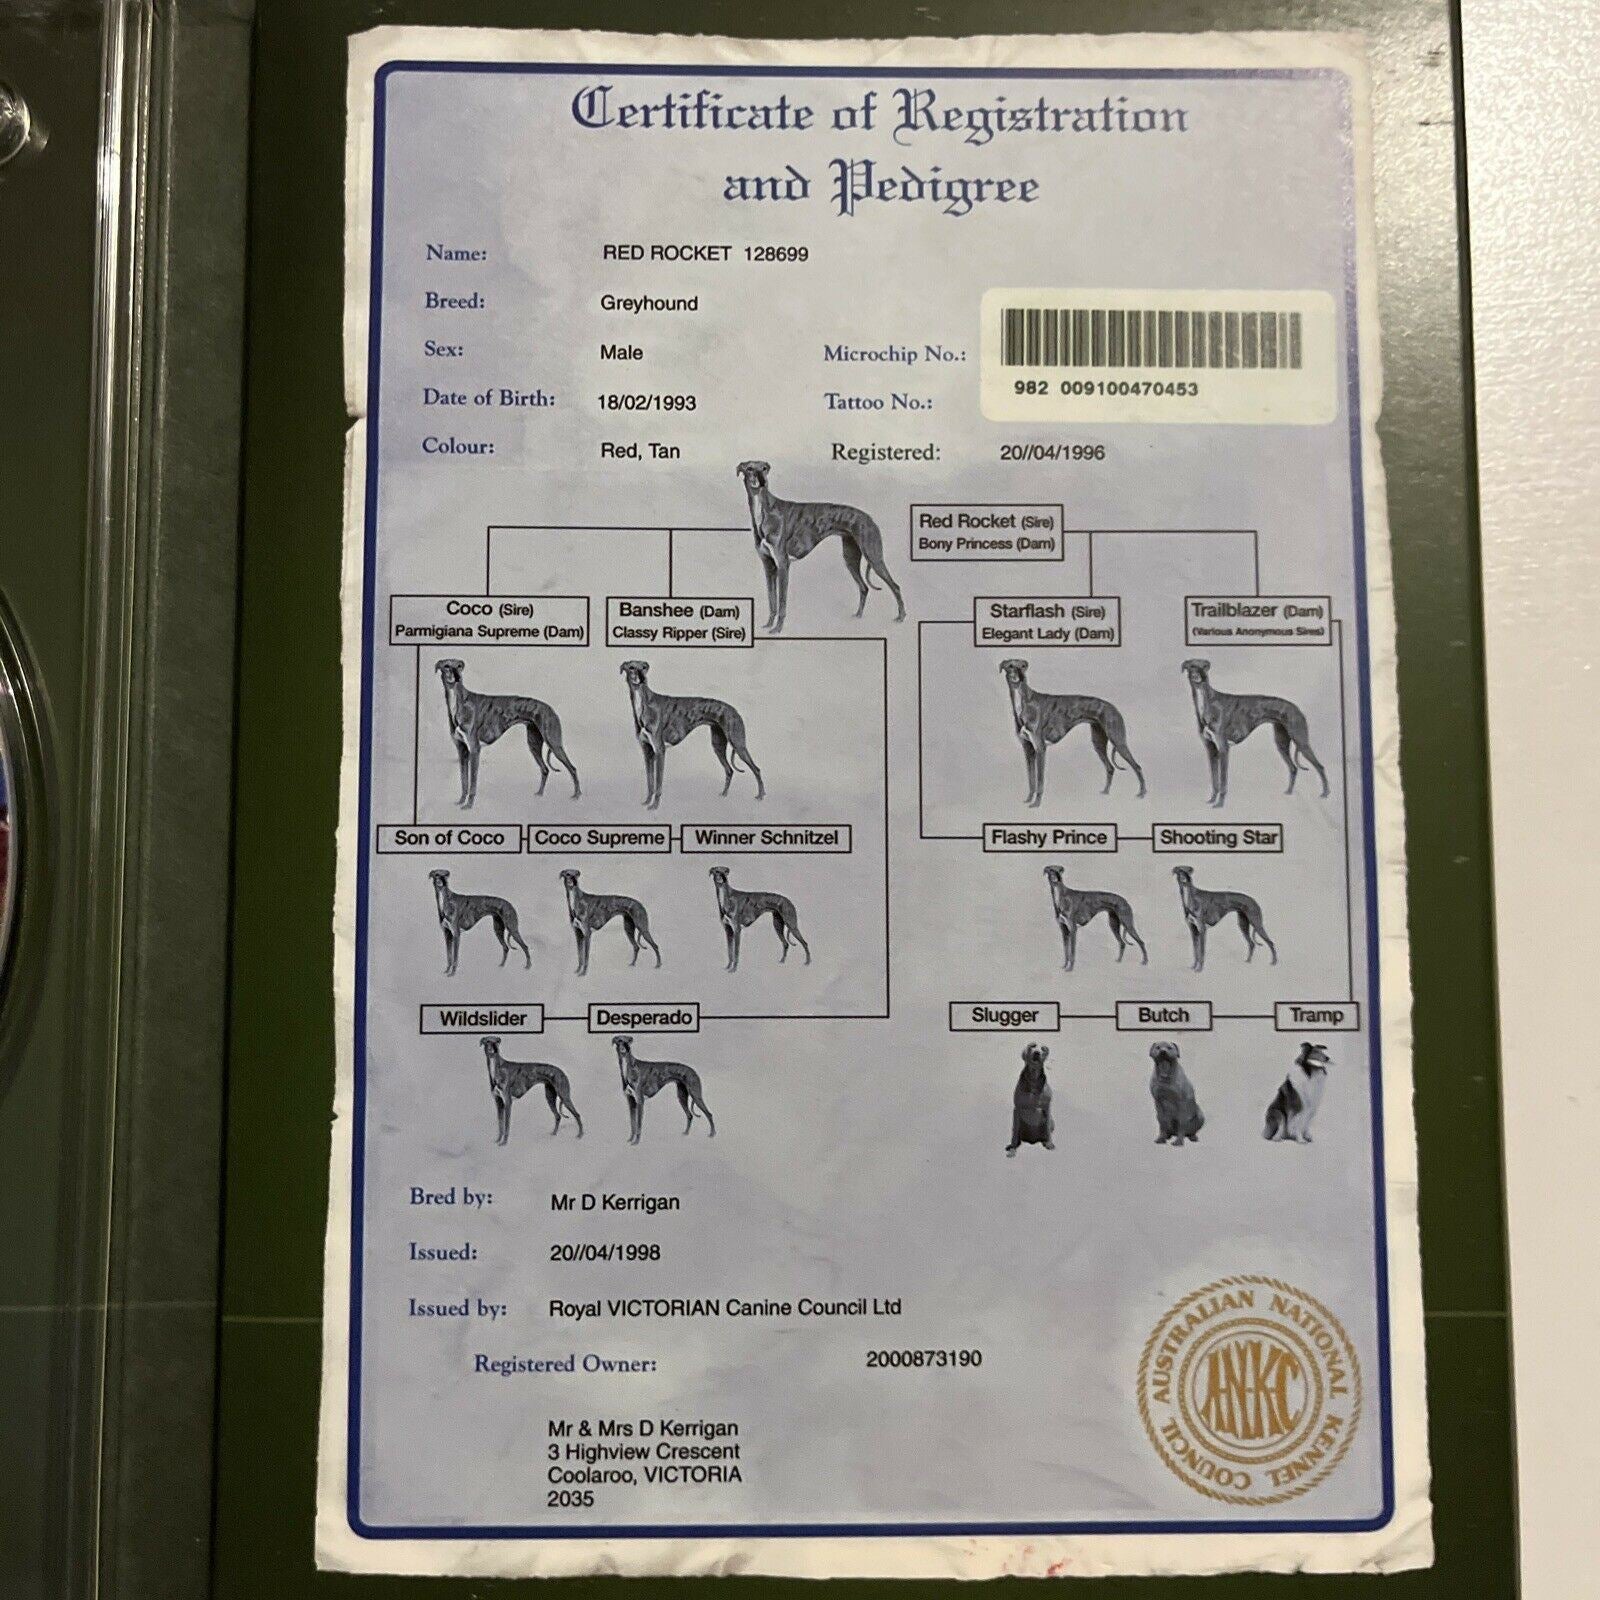 Certificate of Registration
and Pedigree
Name: RED ROCKET 128699
Breed: Greyhound
Sex: Male
Microchip No.:
982 009100470453
Date of Birth: 18/02/1993
Tattoo No.:
Colour: Red, Tan
Registered: 20//04/1996
Red Rocket (Sire)
Bony Princess (Dam)
Coco (Sire)
Parmigiana Supreme (Dam)
Banshee (Dam)
Classy Ripper (Sire)
Starflash (Sire)
Elegant Lady (Dam)
Trailblazer (Dam)
(Various Anonymous Sires)
Son of Coco
Coco Supreme
Winner Schnitzel
Flashy Prince
Shooting Star
Wildslider
Desperado
Slugger
Butch
Tramp
Bred by: Mr D Kerrigan
Issued: 20//04/1998
Issued by: Royal VICTORIAN Canine Council Ltd
Registered Owner: 2000873190
Mr & Mrs D Kerrigan
3 Highview Crescent
Coolaroo, VICTORIA
2035
AUSTRALIAN NATIONAL KENNEL COUNCIL
A·N·K·C